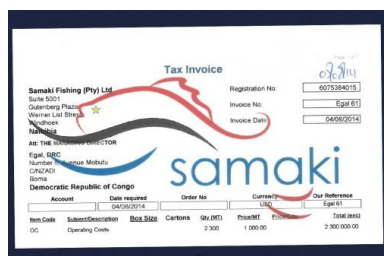 Tax Invoice
Samaki Fishing (Pty) Ltd
Suite 5001
Gutenberg Plaza
Werner List Street
Windhoek
Namibia
Registration No: 6075384015
Invoice No: Egal 61
Invoice Date: 04/06/2014
Att: THE MANAGING DIRECTOR
Egal, DRC
Avenue Mobutu
C/NZADI
Boma
Democratic Republic of Congo
samaki
Account Date required Order No Currency Our Reference
04/06/2014 USD Egal 61
Item Code Subject/Description Box Size Cartons Qty (MT) Price/MT Total (exc)
OC Operating Costs 2 300 1 000.00 2 300 000.00